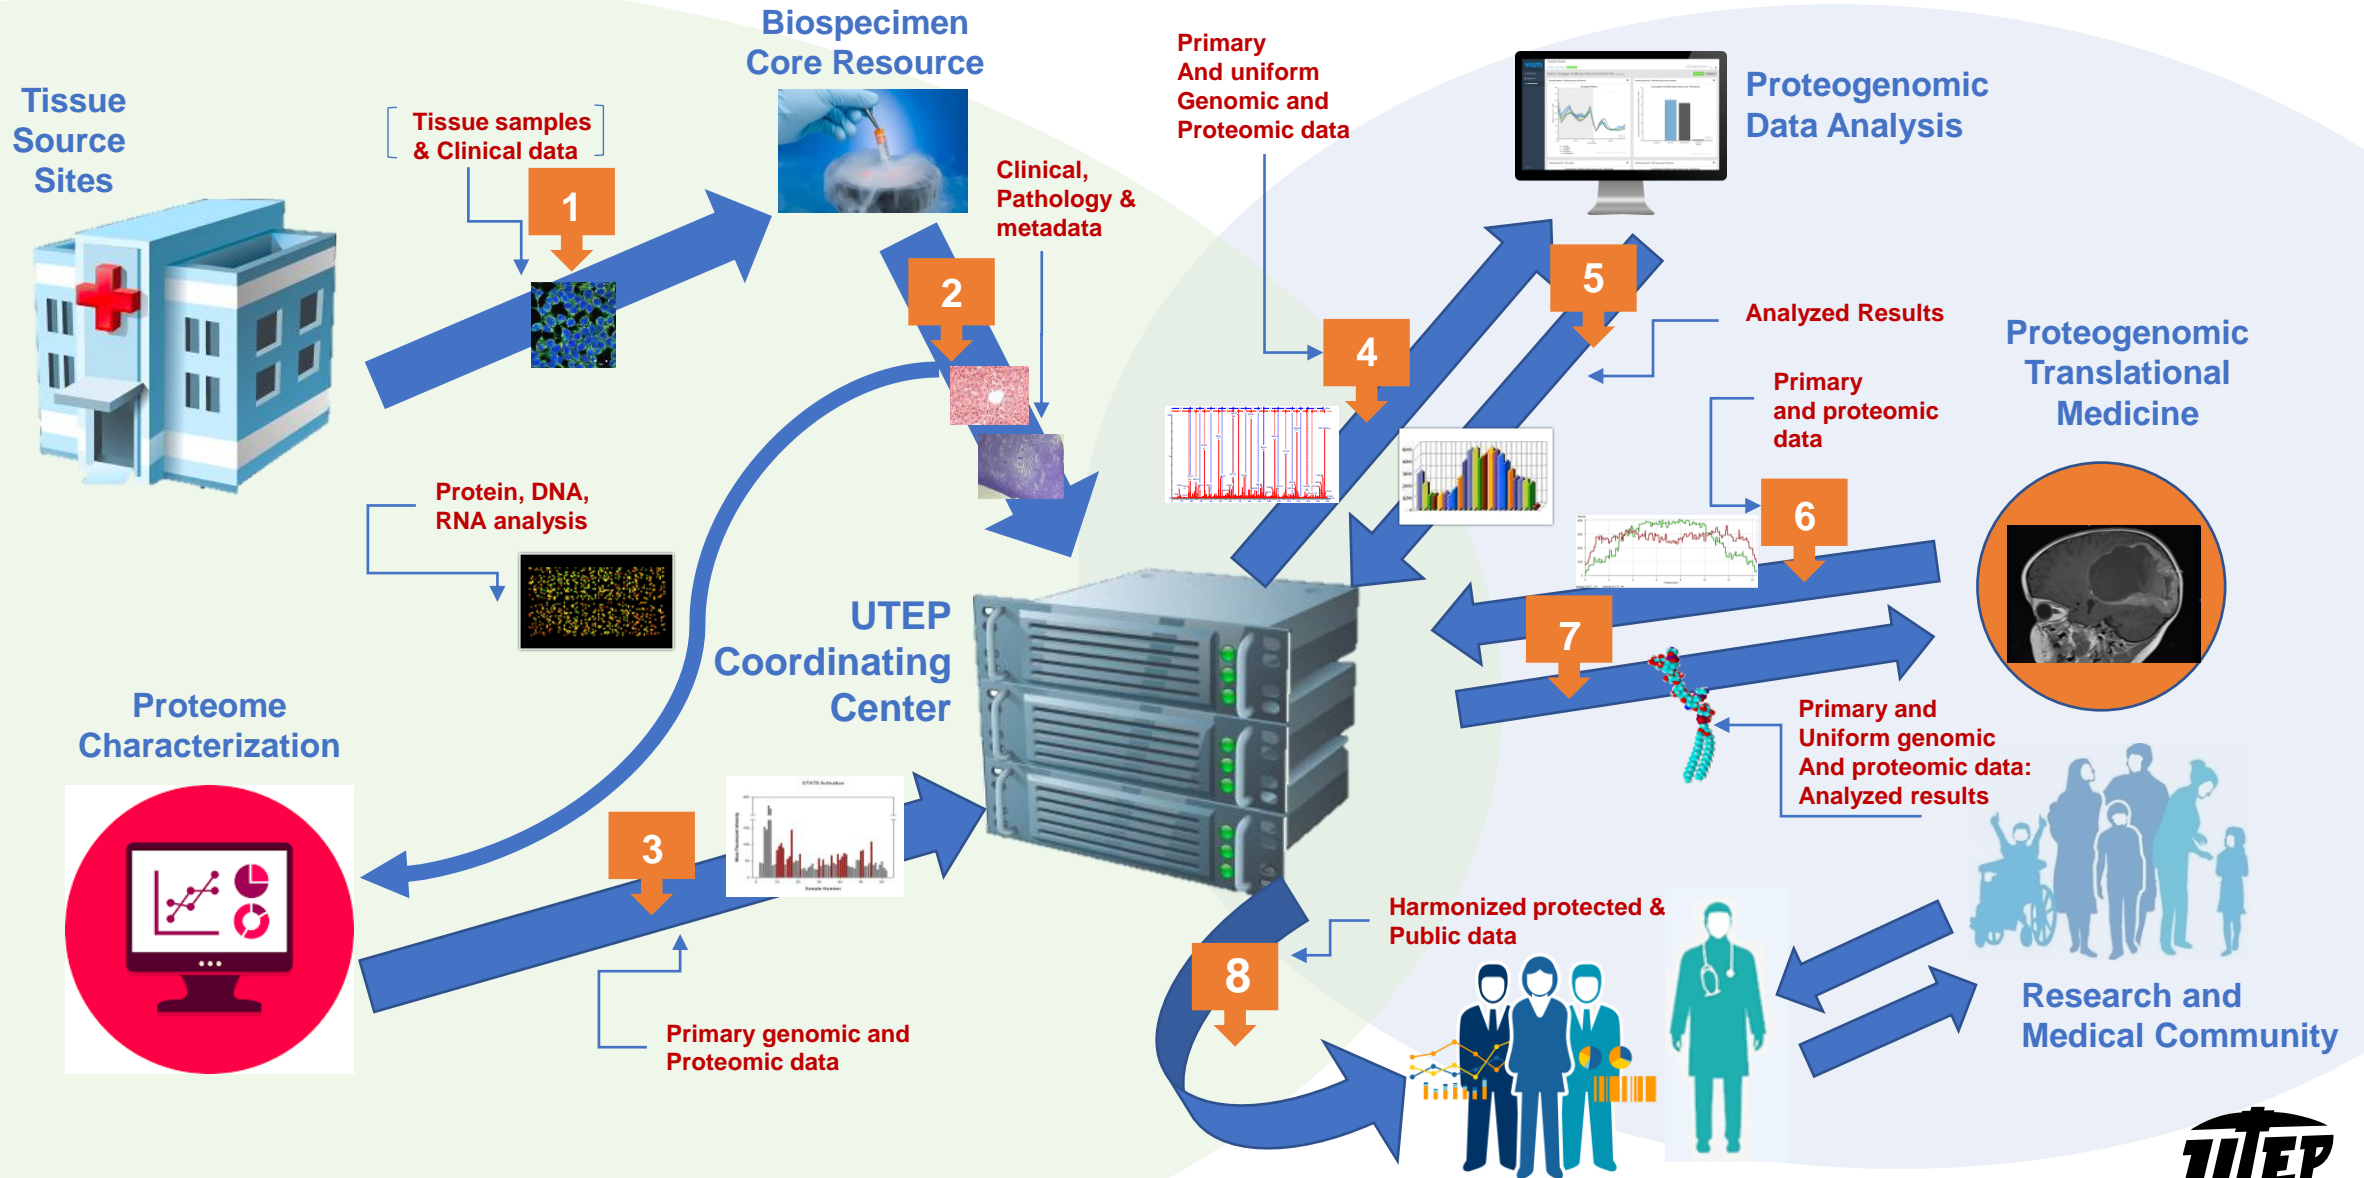 Biospecimen
Core Resource
Tissue
Source
Sites
Tissue samples
& Clinical data
1
Clinical,
Pathology &
metadata
2
Primary
And uniform
Genomic and
Proteomic data
Proteogenomic
Data Analysis
4
5
Analyzed Results
Proteogenomic
Translational
Medicine
Primary
and proteomic
data
6
Protein, DNA,
RNA analysis
UTEP
Coordinating
Center
7
Primary and
Uniform genomic
And proteomic data:
Analyzed results
Proteome
Characterization
3
Sample Number
Primary genomic and
Proteomic data
8
Harmonized protected &
Public data
Research and
Medical Community
UTEP